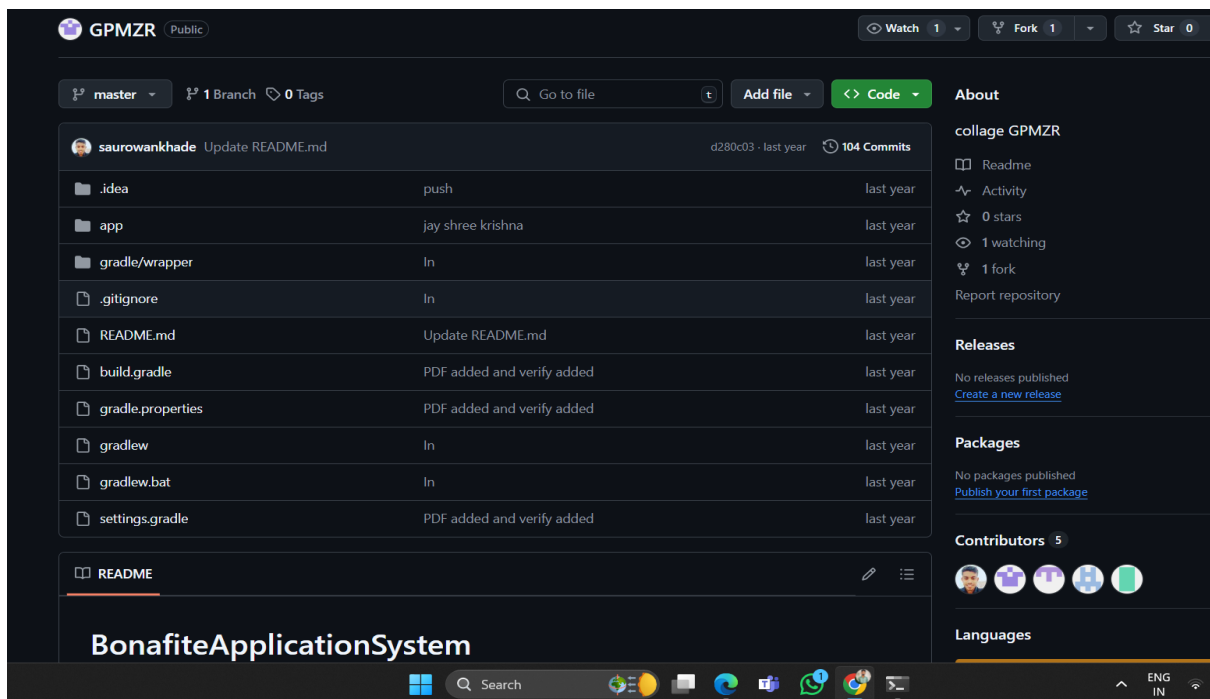 GPMZR Public Watch 1 Fork 1 Star 0
master 1 Branch 0 Tags Go to file t Add file Code
saurowankhade Update README.md d280c03 · last year 104 Commits
.idea push last year
app jay shree krishna last year
gradle/wrapper In last year
.gitignore In last year
README.md Update README.md last year
build.gradle PDF added and verify added last year
gradle.properties PDF added and verify added last year
gradlew In last year
gradlew.bat In last year
settings.gradle PDF added and verify added last year
README
BonafiteApplicationSystem
About
collage GPMZR
Readme
Activity
0 stars
1 watching
1 fork
Report repository
Releases
No releases published
Create a new release
Packages
No packages published
Publish your first package
Contributors 5
Languages
Search 1 ENG
IN